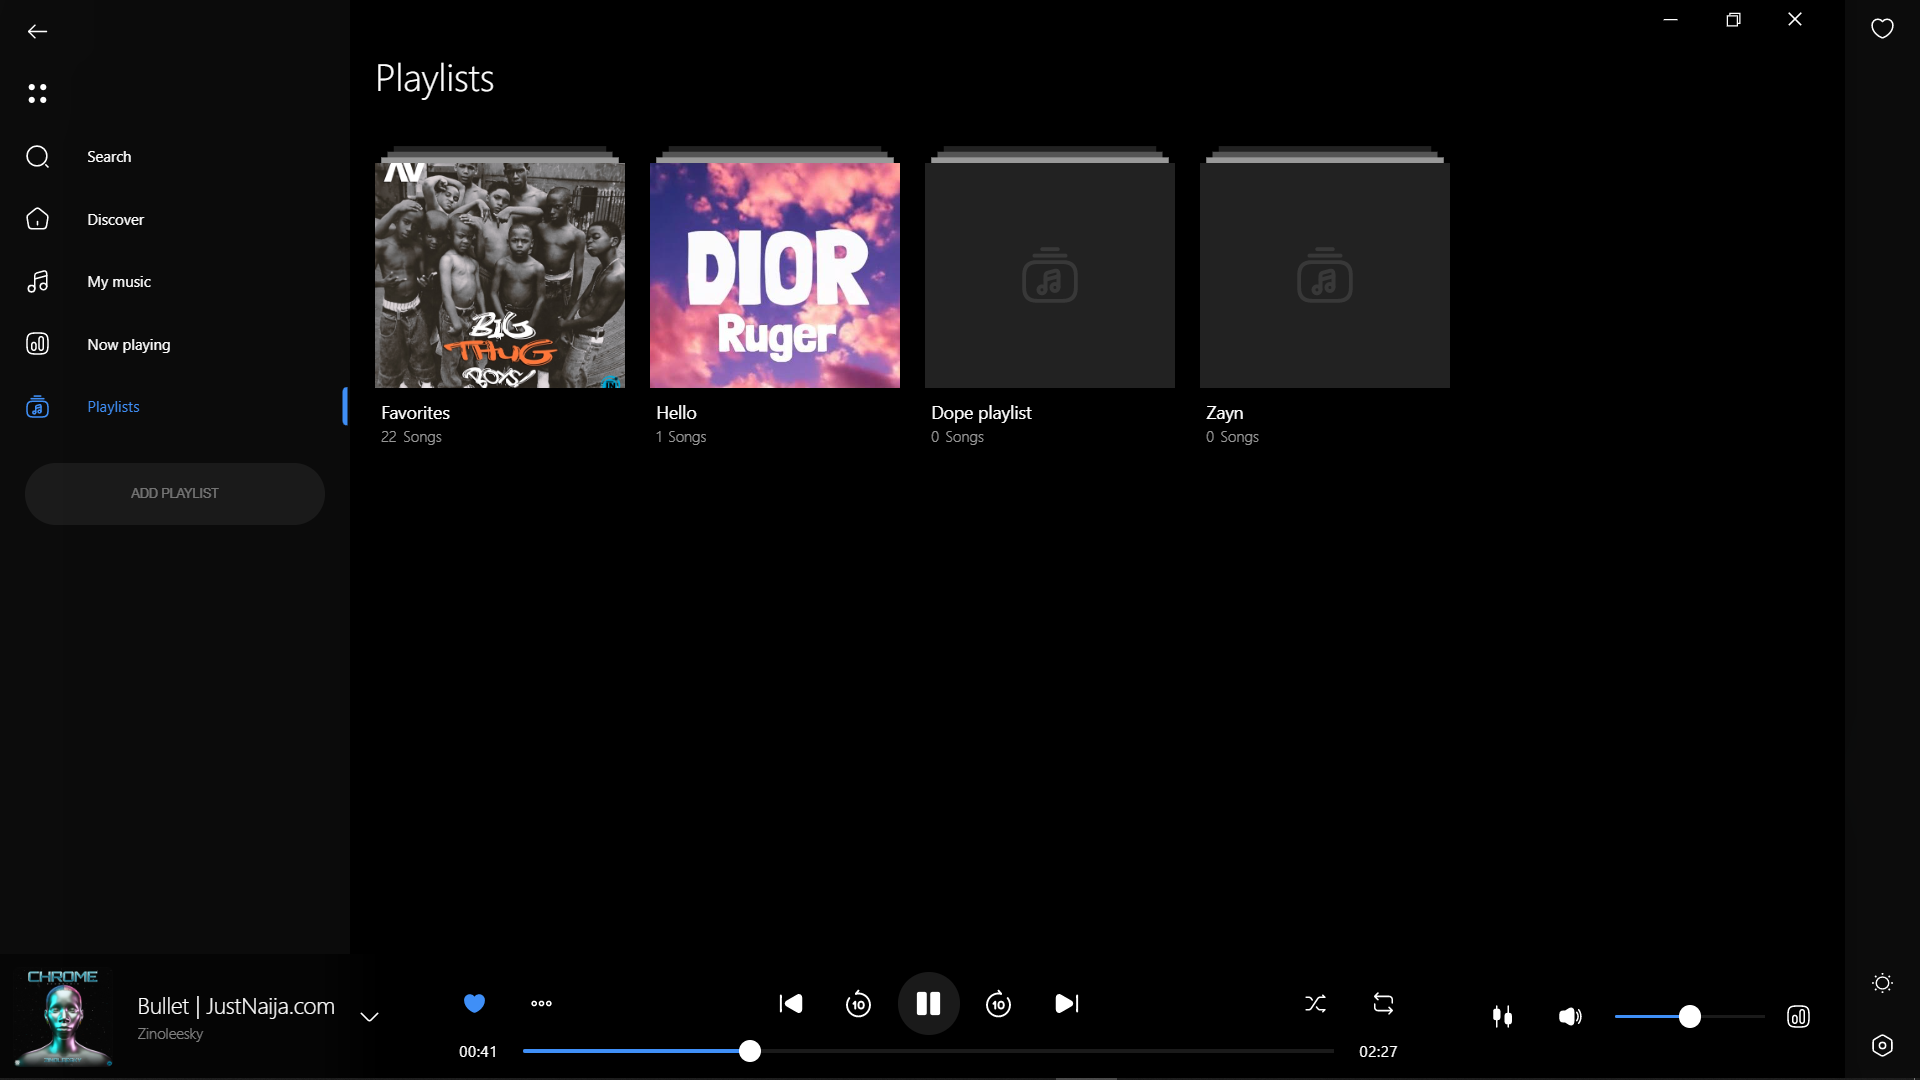 Playlists
Search
Discover
My music
Now playing
Playlists
ADD PLAYLIST
AV
BIG
THUG
BOYS
Favorites
22 Songs
DIOR
Ruger
Hello
1 Songs
Dope playlist
0 Songs
Zayn
0 Songs
CHROME
Bullet | JustNaija.com
Zinoleesky
10
10
00:41
02:27